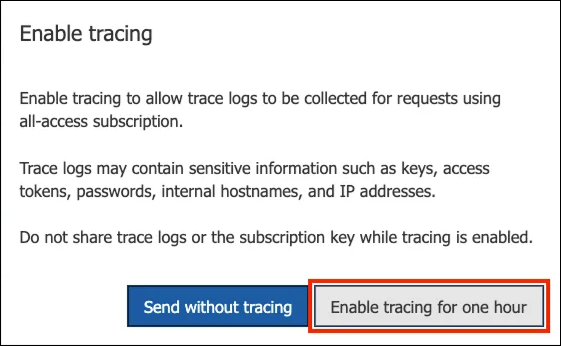 Enable tracing
Enable tracing to allow trace logs to be collected for requests using
all-access subscription.
Trace logs may contain sensitive information such as keys, access
tokens, passwords, internal hostnames, and IP addresses.
Do not share trace logs or the subscription key while tracing is enabled.
Send without tracing
Enable tracing for one hour